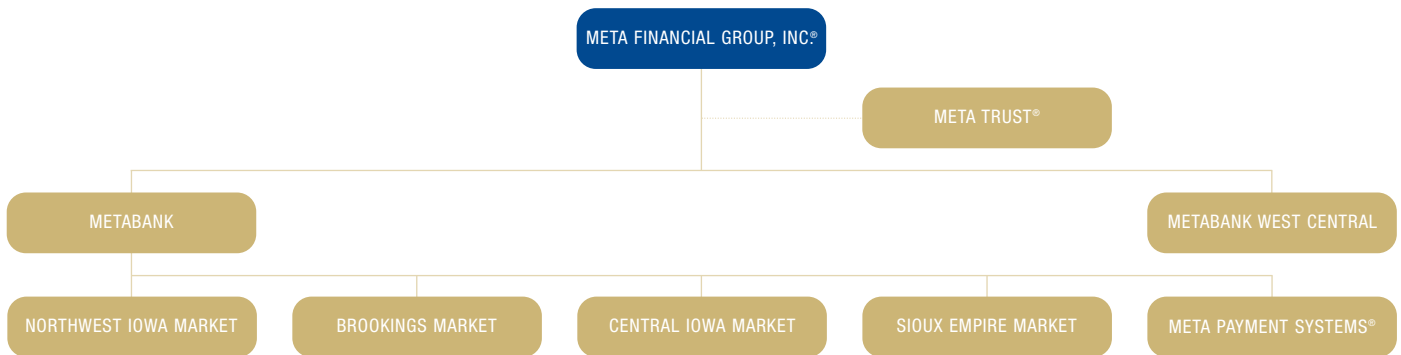 META FINANCIAL GROUP, INC.®
META TRUST®
METABANK
METABANK WEST CENTRAL
NORTHWEST IOWA MARKET
BROOKINGS MARKET
CENTRAL IOWA MARKET
SIOUX EMPIRE MARKET
META PAYMENT SYSTEMS®